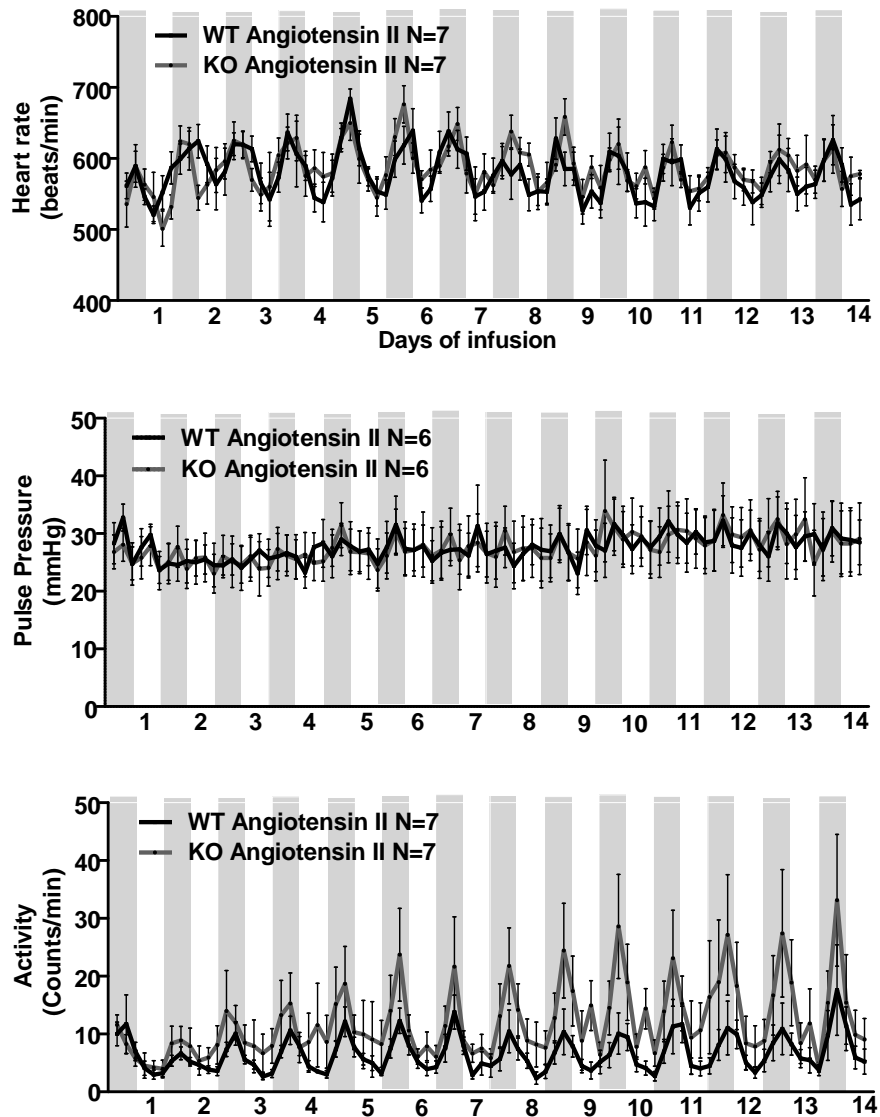 800
700
600
500
400
Heart rate
(beats/min)
WT Angiotensin II N=7
KO Angiotensin II N=7
1 2 3 4 5 6 7 8 9 10 11 12 13 14
Days of infusion
50
40
30
20
10
0
Pulse Pressure
(mmHg)
WT Angiotensin II N=6
KO Angiotensin II N=6
1 2 3 4 5 6 7 8 9 10 11 12 13 14
50
40
30
20
10
0
Activity
(Counts/min)
WT Angiotensin II N=7
KO Angiotensin II N=7
1 2 3 4 5 6 7 8 9 10 11 12 13 14